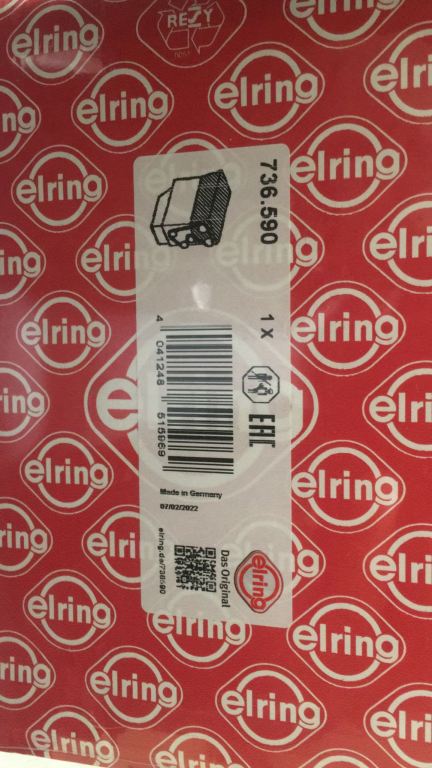 REZY
elring
736.590
1 x
EAC
4 041248 515969
Made in Germany
07/02/2022
elring.de/736590
Das Original
elring